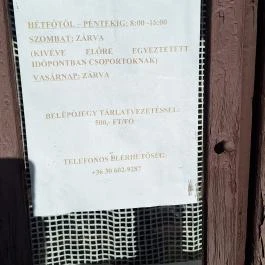 HÉTFŐTŐL – PÉNTEKIG: 8:00 -16:00
SZOMBAT: ZÁRVA
(KIVÉVE ELŐRE EGYEZTETETT
IDŐPONTBAN CSOPORTOKNAK)
VASÁRNAP: ZÁRVA
BELÉPŐJEGY TÁRLATVEZETÉSSEL:
500,- FT/FŐ
TELEFONOS ELÉRHETŐSÉG:
+36 30 602-9287